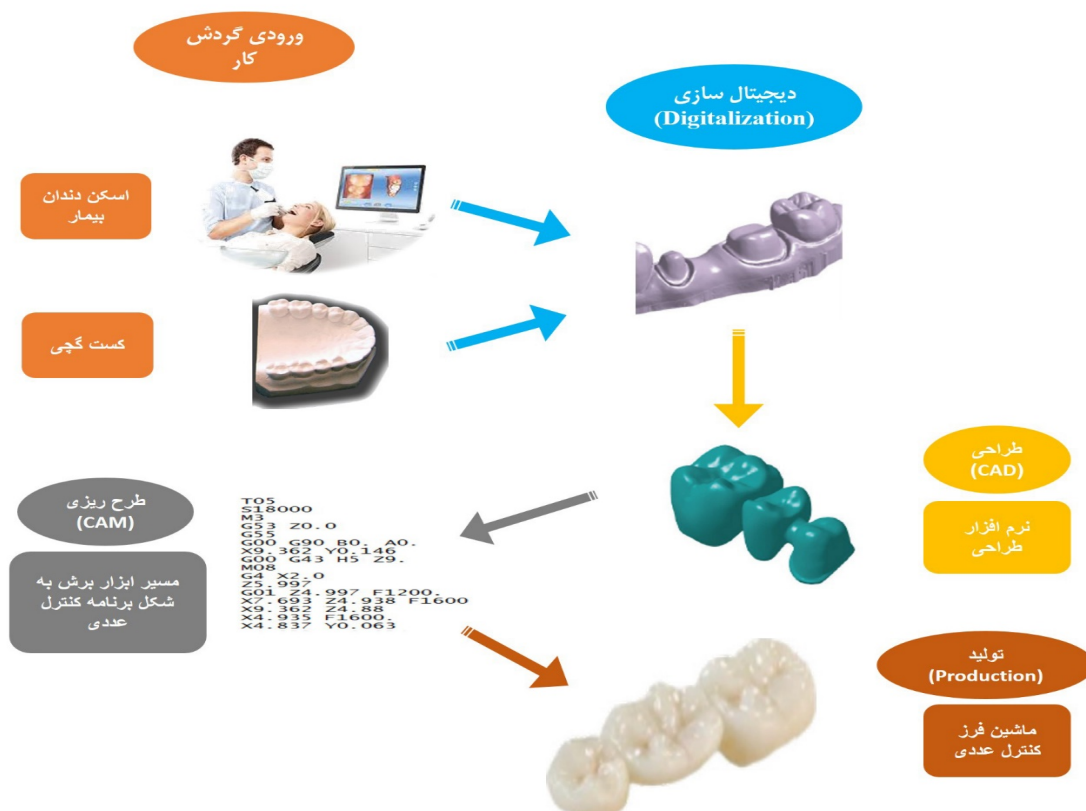 ورودی گردش
کار
دیجیتال سازی
(Digitalization)
اسکن دندان
بیمار
کست گچی
طراحی
(CAD)
نرم افزار
طراحی
طرح ریزی
(CAM)
مسیر ابزار برش به
شکل برنامه کنترل
عددی
T05
S18000
M3
G53 Z0.0
G55
G00 G90 B0. A0.
X9.362 Y0.146
G00 G43 H5 Z9.
M08
G4 X2.0
Z5.997
G01 Z4.997 F1200.
X7.693 Z4.938 F1600
X9.362 Z4.88
X4.935 F1600.
X4.837 Y0.063
تولید
(Production)
ماشین فرز
کنترل عددی